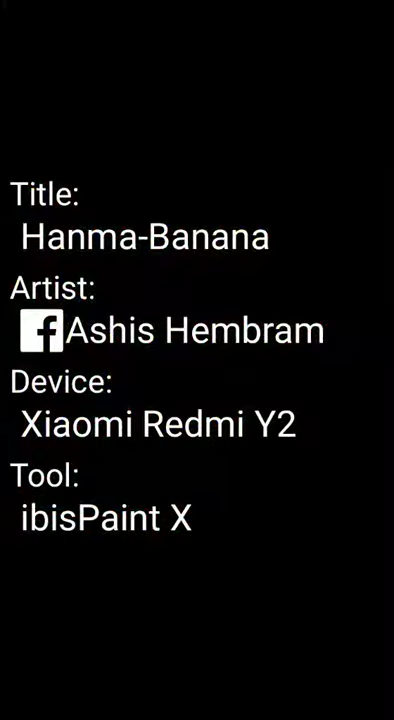 Title:
Hanma-Banana
Artist:
Ashis Hembram
Device:
Xiaomi Redmi Y2
Tool:
ibisPaint X